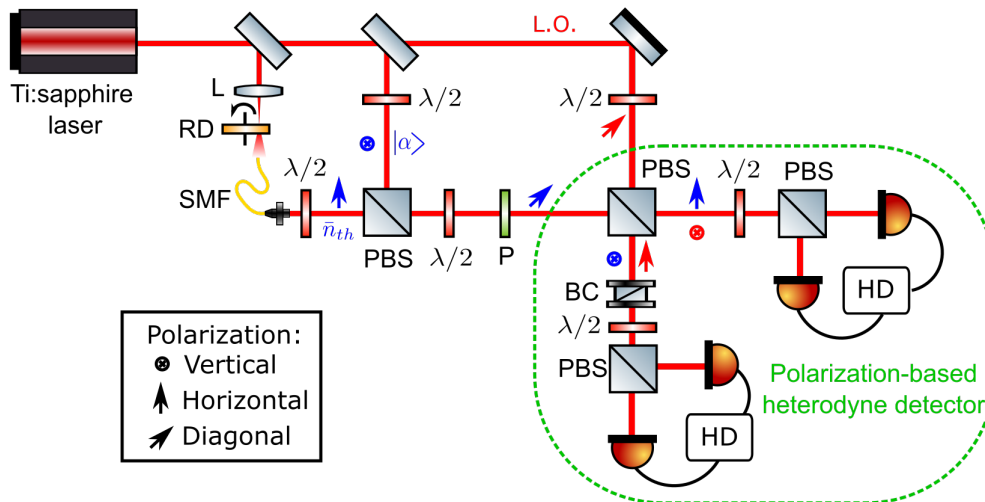 L.O.
Ti:sapphire
laser
L
λ/2
λ/2
RD
|α>
SMF
λ/2
n̄th
PBS
λ/2
P
PBS
λ/2
PBS
HD
BC
λ/2
PBS
HD
Polarization-based
heterodyne detector
Polarization:
Vertical
Horizontal
Diagonal